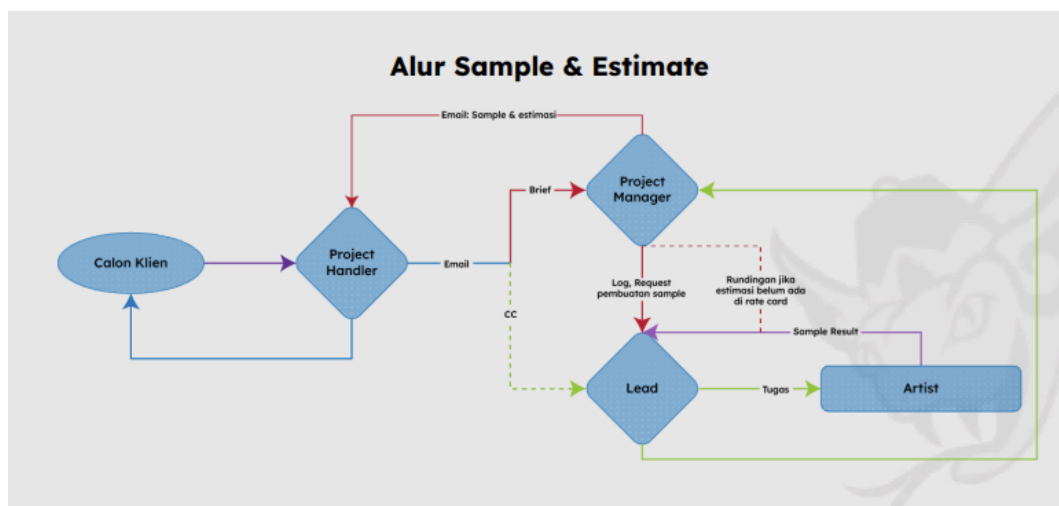 Alur Sample & Estimate
Email: Sample & estimasi
Project
Manager
Brief
Calon Klien
Project
Handler
Email
Log, Request
pembuatan sample
Rundingan jika
estimasi belum ada
di rate card
CC
Sample Result
Lead
Tugas
Artist